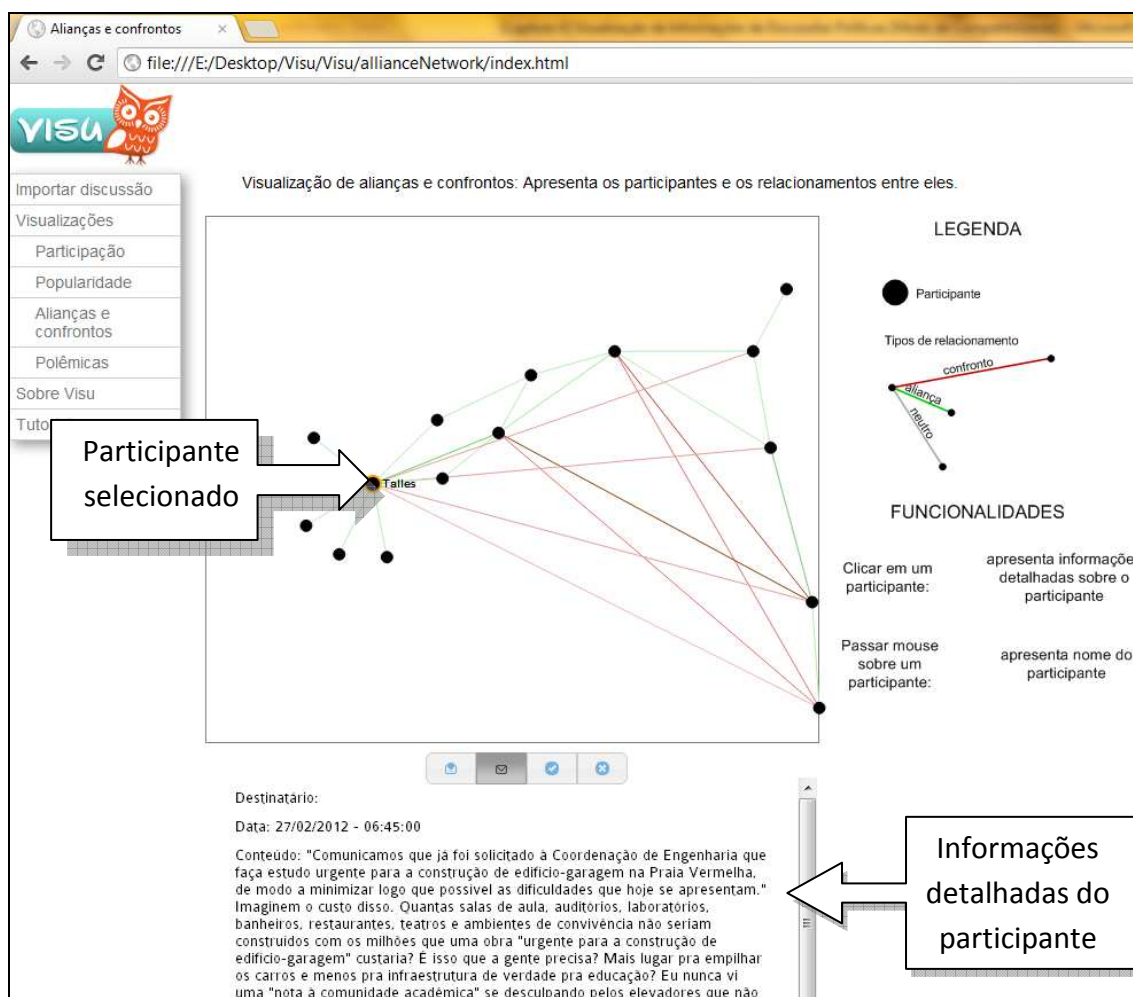 Alianças e confrontos
file:///E:/Desktop/Visu/Visu/allianceNetwork/index.html
VISU
Importar discussão
Visualizações
Participação
Popularidade
Alianças e
confrontos
Polêmicas
Sobre Visu
Visualização de alianças e confrontos: Apresenta os participantes e os relacionamentos entre eles.
Participante
selecionado
Talles
LEGENDA
Participante
Tipos de relacionamento
confronto
aliança
neutro
FUNCIONALIDADES
Clicar em um
participante:
apresenta informaçõe
detalhadas sobre o
participante
Passar mouse
sobre um
participante:
apresenta nome do
participante
Destinatário:
Data: 27/02/2012 - 06:45:00
Conteúdo: "Comunicamos que já foi solicitado à Coordenação de Engenharia que
faça estudo urgente para a construção de edifício-garagem na Praia Vermelha,
de modo a minimizar logo que possível as dificuldades que hoje se apresentam."
Imaginem o custo disso. Quantas salas de aula, auditórios, laboratórios,
banheiros, restaurantes, teatros e ambientes de convivência não seriam
construídos com os milhões que uma obra "urgente para a construção de
edifício-garagem" custaria? É isso que a gente precisa? Mais lugar pra empilhar
os carros e menos pra infraestrutura de verdade pra educação? Eu nunca vi
uma "nota à comunidade acadêmica" se desculpando pelos elevadores que não
Informações
detalhadas do
participante